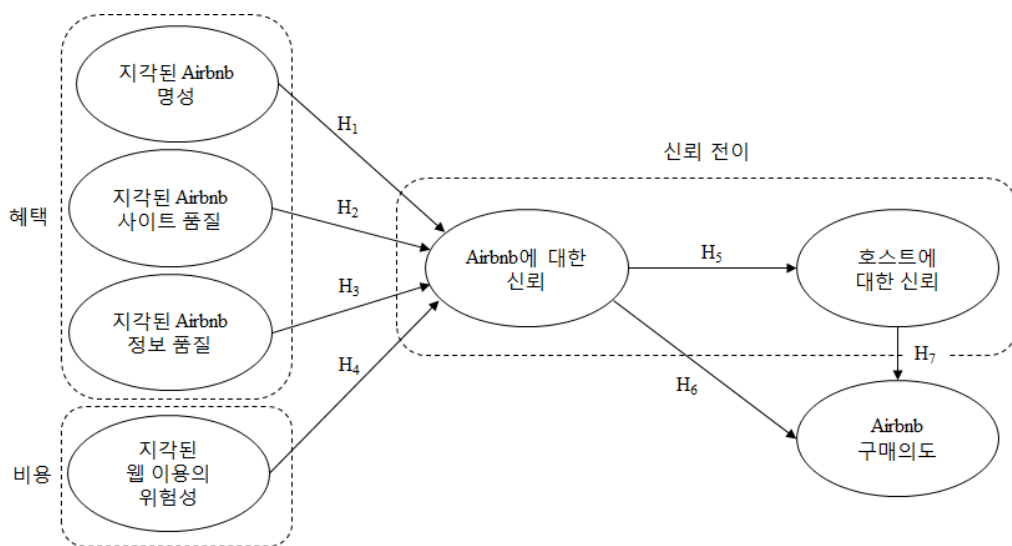 지각된 Airbnb
명성
H1
신뢰 전이
혜택
지각된 Airbnb
사이트 품질
H2
Airbnb에 대한
신뢰
H5
호스트에
대한 신뢰
지각된 Airbnb
정보 품질
H3
H4
H6
H7
Airbnb
구매의도
비용
지각된
웹 이용의
위험성